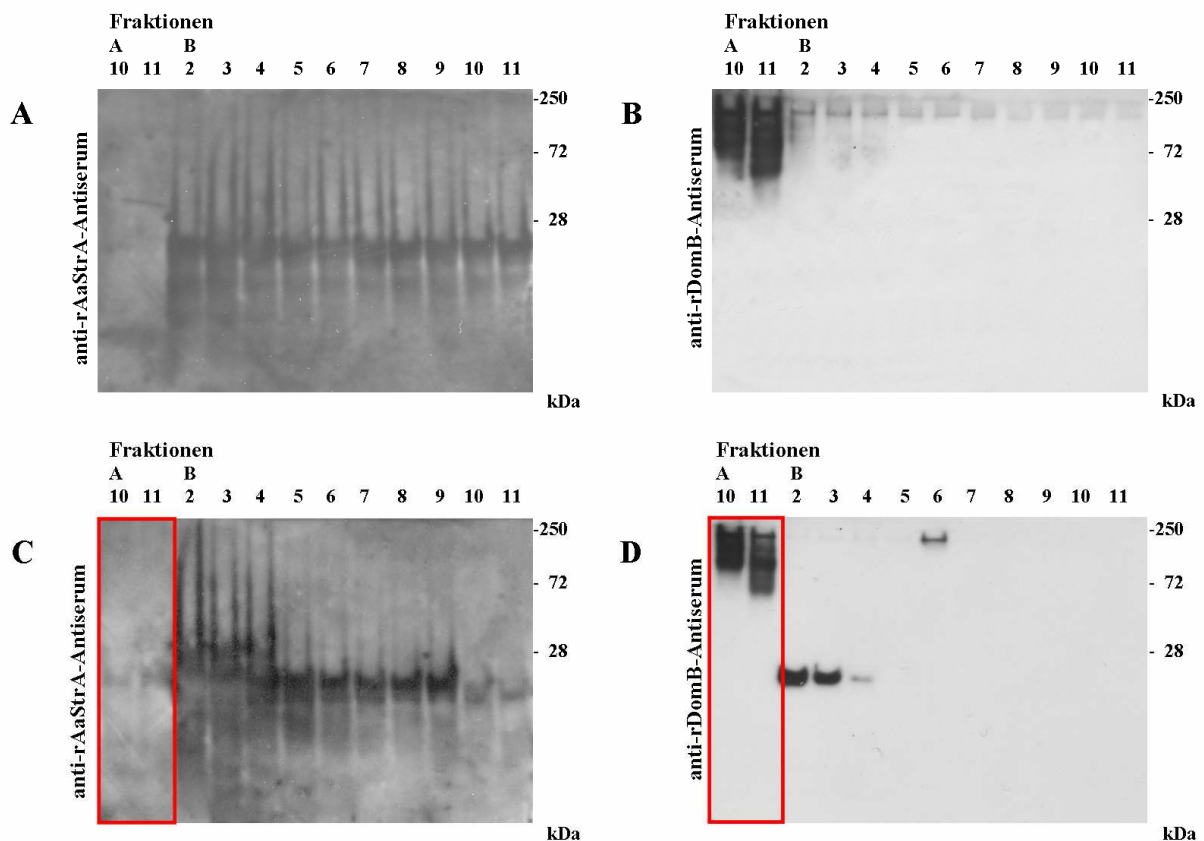 Fraktionen
A B
10 11 2 3 4 5 6 7 8 9 10 11
A
anti-rAaStrA-Antiserum
-250
- 72
- 28
kDa
Fraktionen
A B
10 11 2 3 4 5 6 7 8 9 10 11
B
anti-rDomB-Antiserum
-250
- 72
- 28
kDa
Fraktionen
A B
10 11 2 3 4 5 6 7 8 9 10 11
C
anti-rAaStrA-Antiserum
-250
- 72
- 28
kDa
Fraktionen
A B
10 11 2 3 4 5 6 7 8 9 10 11
D
anti-rDomB-Antiserum
-250
- 72
- 28
kDa